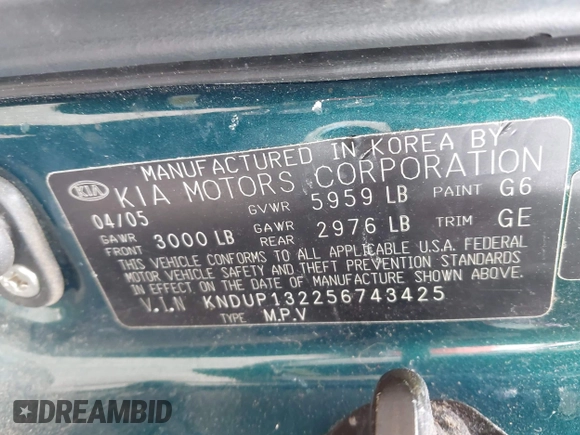 MANUFACTURED IN KOREA BY
KIA KIA MOTORS CORPORATION
04/05 GVWR 5959 LB PAINT G6
GAWR FRONT 3000 LB GAWR REAR 2976 LB TRIM GE
THIS VEHICLE CONFORMS TO ALL APPLICABLE U.S.A. FEDERAL
MOTOR VEHICLE SAFETY AND THEFT PREVENTION STANDARDS
IN EFFECT ON THE DATE OF MANUFACTURE SHOWN ABOVE.
V.I.N KNDUP132256743425
TYPE M.P.V
DREAMBID